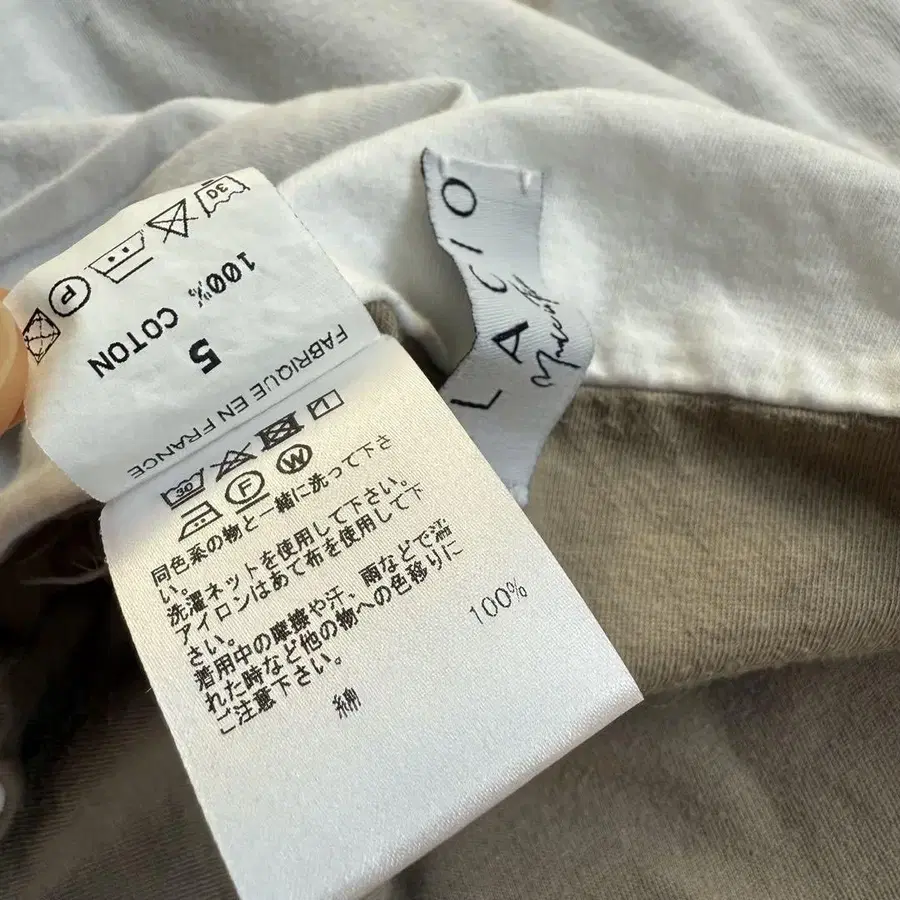 30
P
100% COTON
5
FABRIQUE EN FRANCE
30
F
W
同色系の物と一緒に洗って下さ
い。
洗濯ネットを使用して下さい。
アイロンはあて布を使用して下
さい。
着用中の摩擦や汗、雨などで濡
れた時など他の物への色移りに
ご注意下さい。
綿 100%
LA CIO